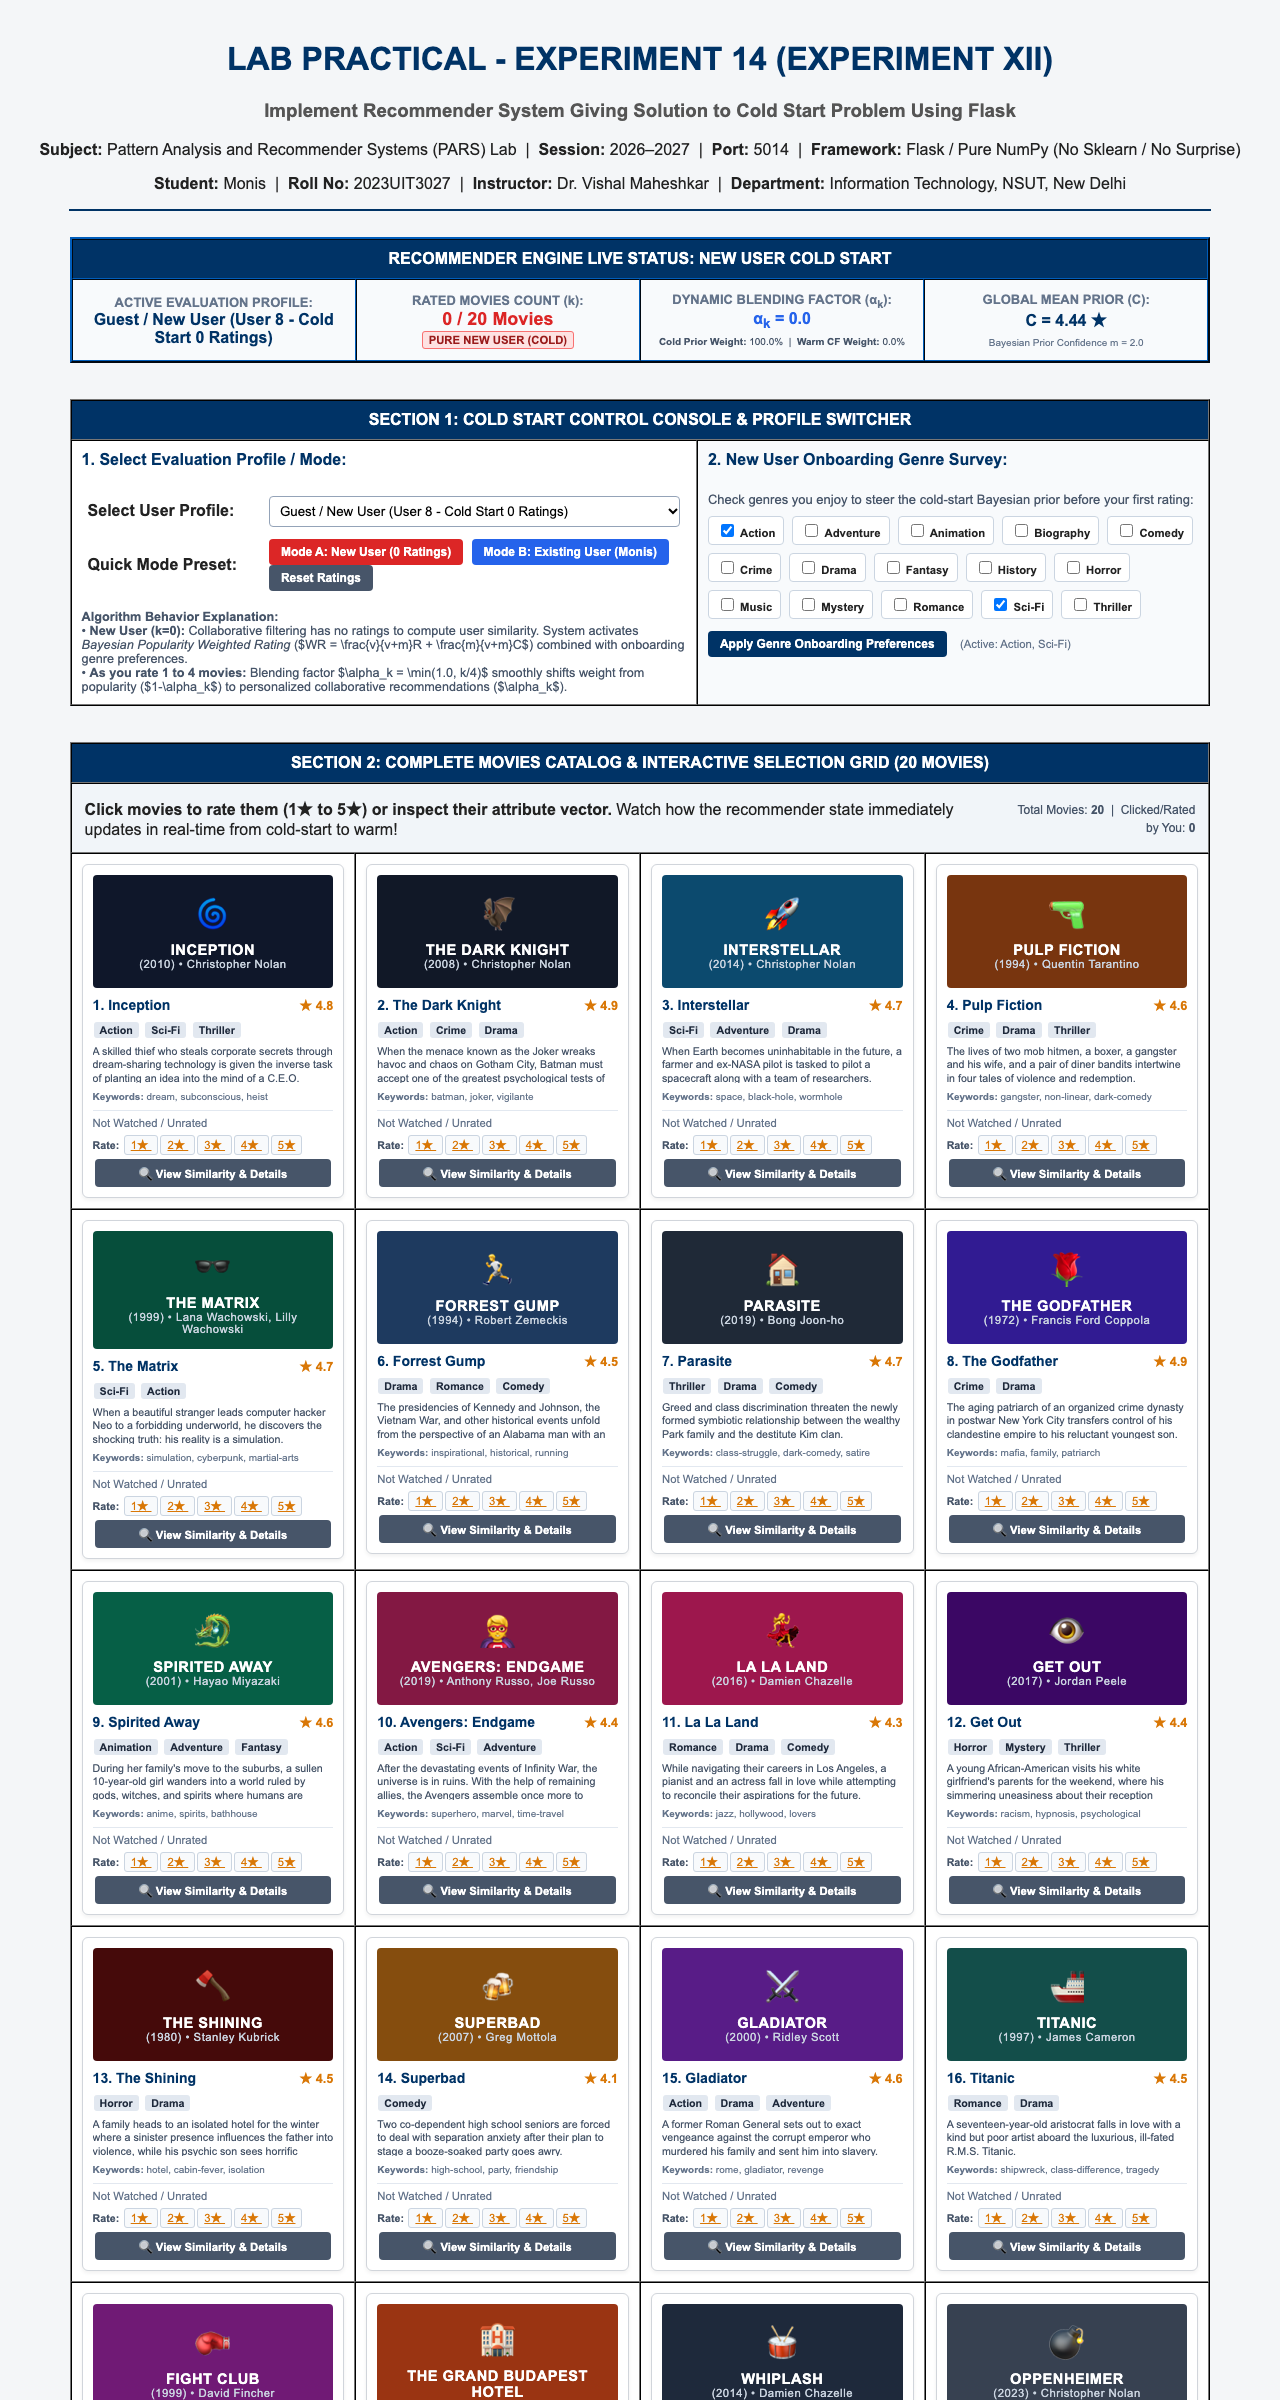 LAB PRACTICAL - EXPERIMENT 14 (EXPERIMENT XII)
Implement Recommender System Giving Solution to Cold Start Problem Using Flask
Subject: Pattern Analysis and Recommender Systems (PARS) Lab | Session: 2026–2027 | Port: 5014 | Framework: Flask / Pure NumPy (No Sklearn / No Surprise)
Student: Monis | Roll No: 2023UIT3027 | Instructor: Dr. Vishal Maheshkar | Department: Information Technology, NSUT, New Delhi
RECOMMENDER ENGINE LIVE STATUS: NEW USER COLD START
ACTIVE EVALUATION PROFILE:
Guest / New User (User 8 - Cold
Start 0 Ratings)
RATED MOVIES COUNT (k):
0 / 20 Movies
PURE NEW USER (COLD)
DYNAMIC BLENDING FACTOR (αk):
αk = 0.0
Cold Prior Weight: 100.0% | Warm CF Weight: 0.0%
GLOBAL MEAN PRIOR (C):
C = 4.44 ★
Bayesian Prior Confidence m = 2.0
SECTION 1: COLD START CONTROL CONSOLE & PROFILE SWITCHER
1. Select Evaluation Profile / Mode:
Select User Profile: Guest / New User (User 8 - Cold Start 0 Ratings)
Quick Mode Preset: Mode A: New User (0 Ratings) Mode B: Existing User (Monis)
Reset Ratings
Algorithm Behavior Explanation:
• New User (k=0): Collaborative filtering has no ratings to compute user similarity. System activates
Bayesian Popularity Weighted Rating ($WR = \frac{v}{v+m}R + \frac{m}{v+m}C$) combined with onboarding
genre preferences.
• As you rate 1 to 4 movies: Blending factor $\alpha_k = \min(1.0, k/4)$ smoothly shifts weight from
popularity ($1-\alpha_k$) to personalized collaborative recommendations ($\alpha_k$).
2. New User Onboarding Genre Survey:
Check genres you enjoy to steer the cold-start Bayesian prior before your first rating:
Action Adventure Animation Biography Comedy
Crime Drama Fantasy History Horror
Music Mystery Romance Sci-Fi Thriller
Apply Genre Onboarding Preferences (Active: Action, Sci-Fi)
SECTION 2: COMPLETE MOVIES CATALOG & INTERACTIVE SELECTION GRID (20 MOVIES)
Click movies to rate them (1★ to 5★) or inspect their attribute vector. Watch how the recommender state immediately
updates in real-time from cold-start to warm!
Total Movies: 20 | Clicked/Rated
by You: 0
INCEPTION
(2010) • Christopher Nolan
1. Inception ★ 4.8
Action Sci-Fi Thriller
A skilled thief who steals corporate secrets through
dream-sharing technology is given the inverse task
of planting an idea into the mind of a C.E.O.
Keywords: dream, subconscious, heist
Not Watched / Unrated
Rate: 1★ 2★ 3★ 4★ 5★
View Similarity & Details
THE DARK KNIGHT
(2008) • Christopher Nolan
2. The Dark Knight ★ 4.9
Action Crime Drama
When the menace known as the Joker wreaks
havoc and chaos on Gotham City, Batman must
accept one of the greatest psychological tests of
Keywords: batman, joker, vigilante
Not Watched / Unrated
Rate: 1★ 2★ 3★ 4★ 5★
View Similarity & Details
INTERSTELLAR
(2014) • Christopher Nolan
3. Interstellar ★ 4.7
Sci-Fi Adventure Drama
When Earth becomes uninhabitable in the future, a
farmer and ex-NASA pilot is tasked to pilot a
spacecraft along with a team of researchers.
Keywords: space, black-hole, wormhole
Not Watched / Unrated
Rate: 1★ 2★ 3★ 4★ 5★
View Similarity & Details
PULP FICTION
(1994) • Quentin Tarantino
4. Pulp Fiction ★ 4.6
Crime Drama Thriller
The lives of two mob hitmen, a boxer, a gangster
and his wife, and a pair of diner bandits intertwine
in four tales of violence and redemption.
Keywords: gangster, non-linear, dark-comedy
Not Watched / Unrated
Rate: 1★ 2★ 3★ 4★ 5★
View Similarity & Details
THE MATRIX
(1999) • Lana Wachowski, Lilly
Wachowski
5. The Matrix ★ 4.7
Sci-Fi Action
When a beautiful stranger leads computer hacker
Neo to a forbidding underworld, he discovers the
shocking truth: his reality is a simulation.
Keywords: simulation, cyberpunk, martial-arts
Not Watched / Unrated
Rate: 1★ 2★ 3★ 4★ 5★
View Similarity & Details
FORREST GUMP
(1994) • Robert Zemeckis
6. Forrest Gump ★ 4.5
Drama Romance Comedy
The presidencies of Kennedy and Johnson, the
Vietnam War, and other historical events unfold
from the perspective of an Alabama man with an
Keywords: inspirational, historical, running
Not Watched / Unrated
Rate: 1★ 2★ 3★ 4★ 5★
View Similarity & Details
PARASITE
(2019) • Bong Joon-ho
7. Parasite ★ 4.7
Thriller Drama Comedy
Greed and class discrimination threaten the newly
formed symbiotic relationship between the wealthy
Park family and the destitute Kim clan.
Keywords: class-struggle, dark-comedy, satire
Not Watched / Unrated
Rate: 1★ 2★ 3★ 4★ 5★
View Similarity & Details
THE GODFATHER
(1972) • Francis Ford Coppola
8. The Godfather ★ 4.9
Crime Drama
The aging patriarch of an organized crime dynasty
in postwar New York City transfers control of his
clandestine empire to his reluctant youngest son.
Keywords: mafia, family, patriarch
Not Watched / Unrated
Rate: 1★ 2★ 3★ 4★ 5★
View Similarity & Details
SPIRITED AWAY
(2001) • Hayao Miyazaki
9. Spirited Away ★ 4.6
Animation Adventure Fantasy
During her family's move to the suburbs, a sullen
10-year-old girl wanders into a world ruled by
gods, witches, and spirits where humans are
Keywords: anime, spirits, bathhouse
Not Watched / Unrated
Rate: 1★ 2★ 3★ 4★ 5★
View Similarity & Details
AVENGERS: ENDGAME
(2019) • Anthony Russo, Joe Russo
10. Avengers: Endgame ★ 4.4
Action Sci-Fi Adventure
After the devastating events of Infinity War, the
universe is in ruins. With the help of remaining
allies, the Avengers assemble once more to
Keywords: superhero, marvel, time-travel
Not Watched / Unrated
Rate: 1★ 2★ 3★ 4★ 5★
View Similarity & Details
LA LA LAND
(2016) • Damien Chazelle
11. La La Land ★ 4.3
Romance Drama Comedy
While navigating their careers in Los Angeles, a
pianist and an actress fall in love while attempting
to reconcile their aspirations for the future.
Keywords: jazz, hollywood, lovers
Not Watched / Unrated
Rate: 1★ 2★ 3★ 4★ 5★
View Similarity & Details
GET OUT
(2017) • Jordan Peele
12. Get Out ★ 4.4
Horror Mystery Thriller
A young African-American visits his white
girlfriend's parents for the weekend, where his
simmering uneasiness about their reception
Keywords: racism, hypnosis, psychological
Not Watched / Unrated
Rate: 1★ 2★ 3★ 4★ 5★
View Similarity & Details
THE SHINING
(1980) • Stanley Kubrick
13. The Shining ★ 4.5
Horror Drama
A family heads to an isolated hotel for the winter
where a sinister presence influences the father into
violence, while his psychic son sees horrific
Keywords: hotel, cabin-fever, isolation
Not Watched / Unrated
Rate: 1★ 2★ 3★ 4★ 5★
View Similarity & Details
SUPERBAD
(2007) • Greg Mottola
14. Superbad ★ 4.1
Comedy
Two co-dependent high school seniors are forced
to deal with separation anxiety after their plan to
stage a booze-soaked party goes awry.
Keywords: high-school, party, friendship
Not Watched / Unrated
Rate: 1★ 2★ 3★ 4★ 5★
View Similarity & Details
GLADIATOR
(2000) • Ridley Scott
15. Gladiator ★ 4.6
Action Drama Adventure
A former Roman General sets out to exact
vengeance against the corrupt emperor who
murdered his family and sent him into slavery.
Keywords: rome, gladiator, revenge
Not Watched / Unrated
Rate: 1★ 2★ 3★ 4★ 5★
View Similarity & Details
TITANIC
(1997) • James Cameron
16. Titanic ★ 4.5
Romance Drama
A seventeen-year-old aristocrat falls in love with a
kind but poor artist aboard the luxurious, ill-fated
R.M.S. Titanic.
Keywords: shipwreck, class-difference, tragedy
Not Watched / Unrated
Rate: 1★ 2★ 3★ 4★ 5★
View Similarity & Details
FIGHT CLUB
(1999) • David Fincher
THE GRAND BUDAPEST
HOTEL
WHIPLASH
(2014) • Damien Chazelle
OPPENHEIMER
(2023) • Christopher Nolan